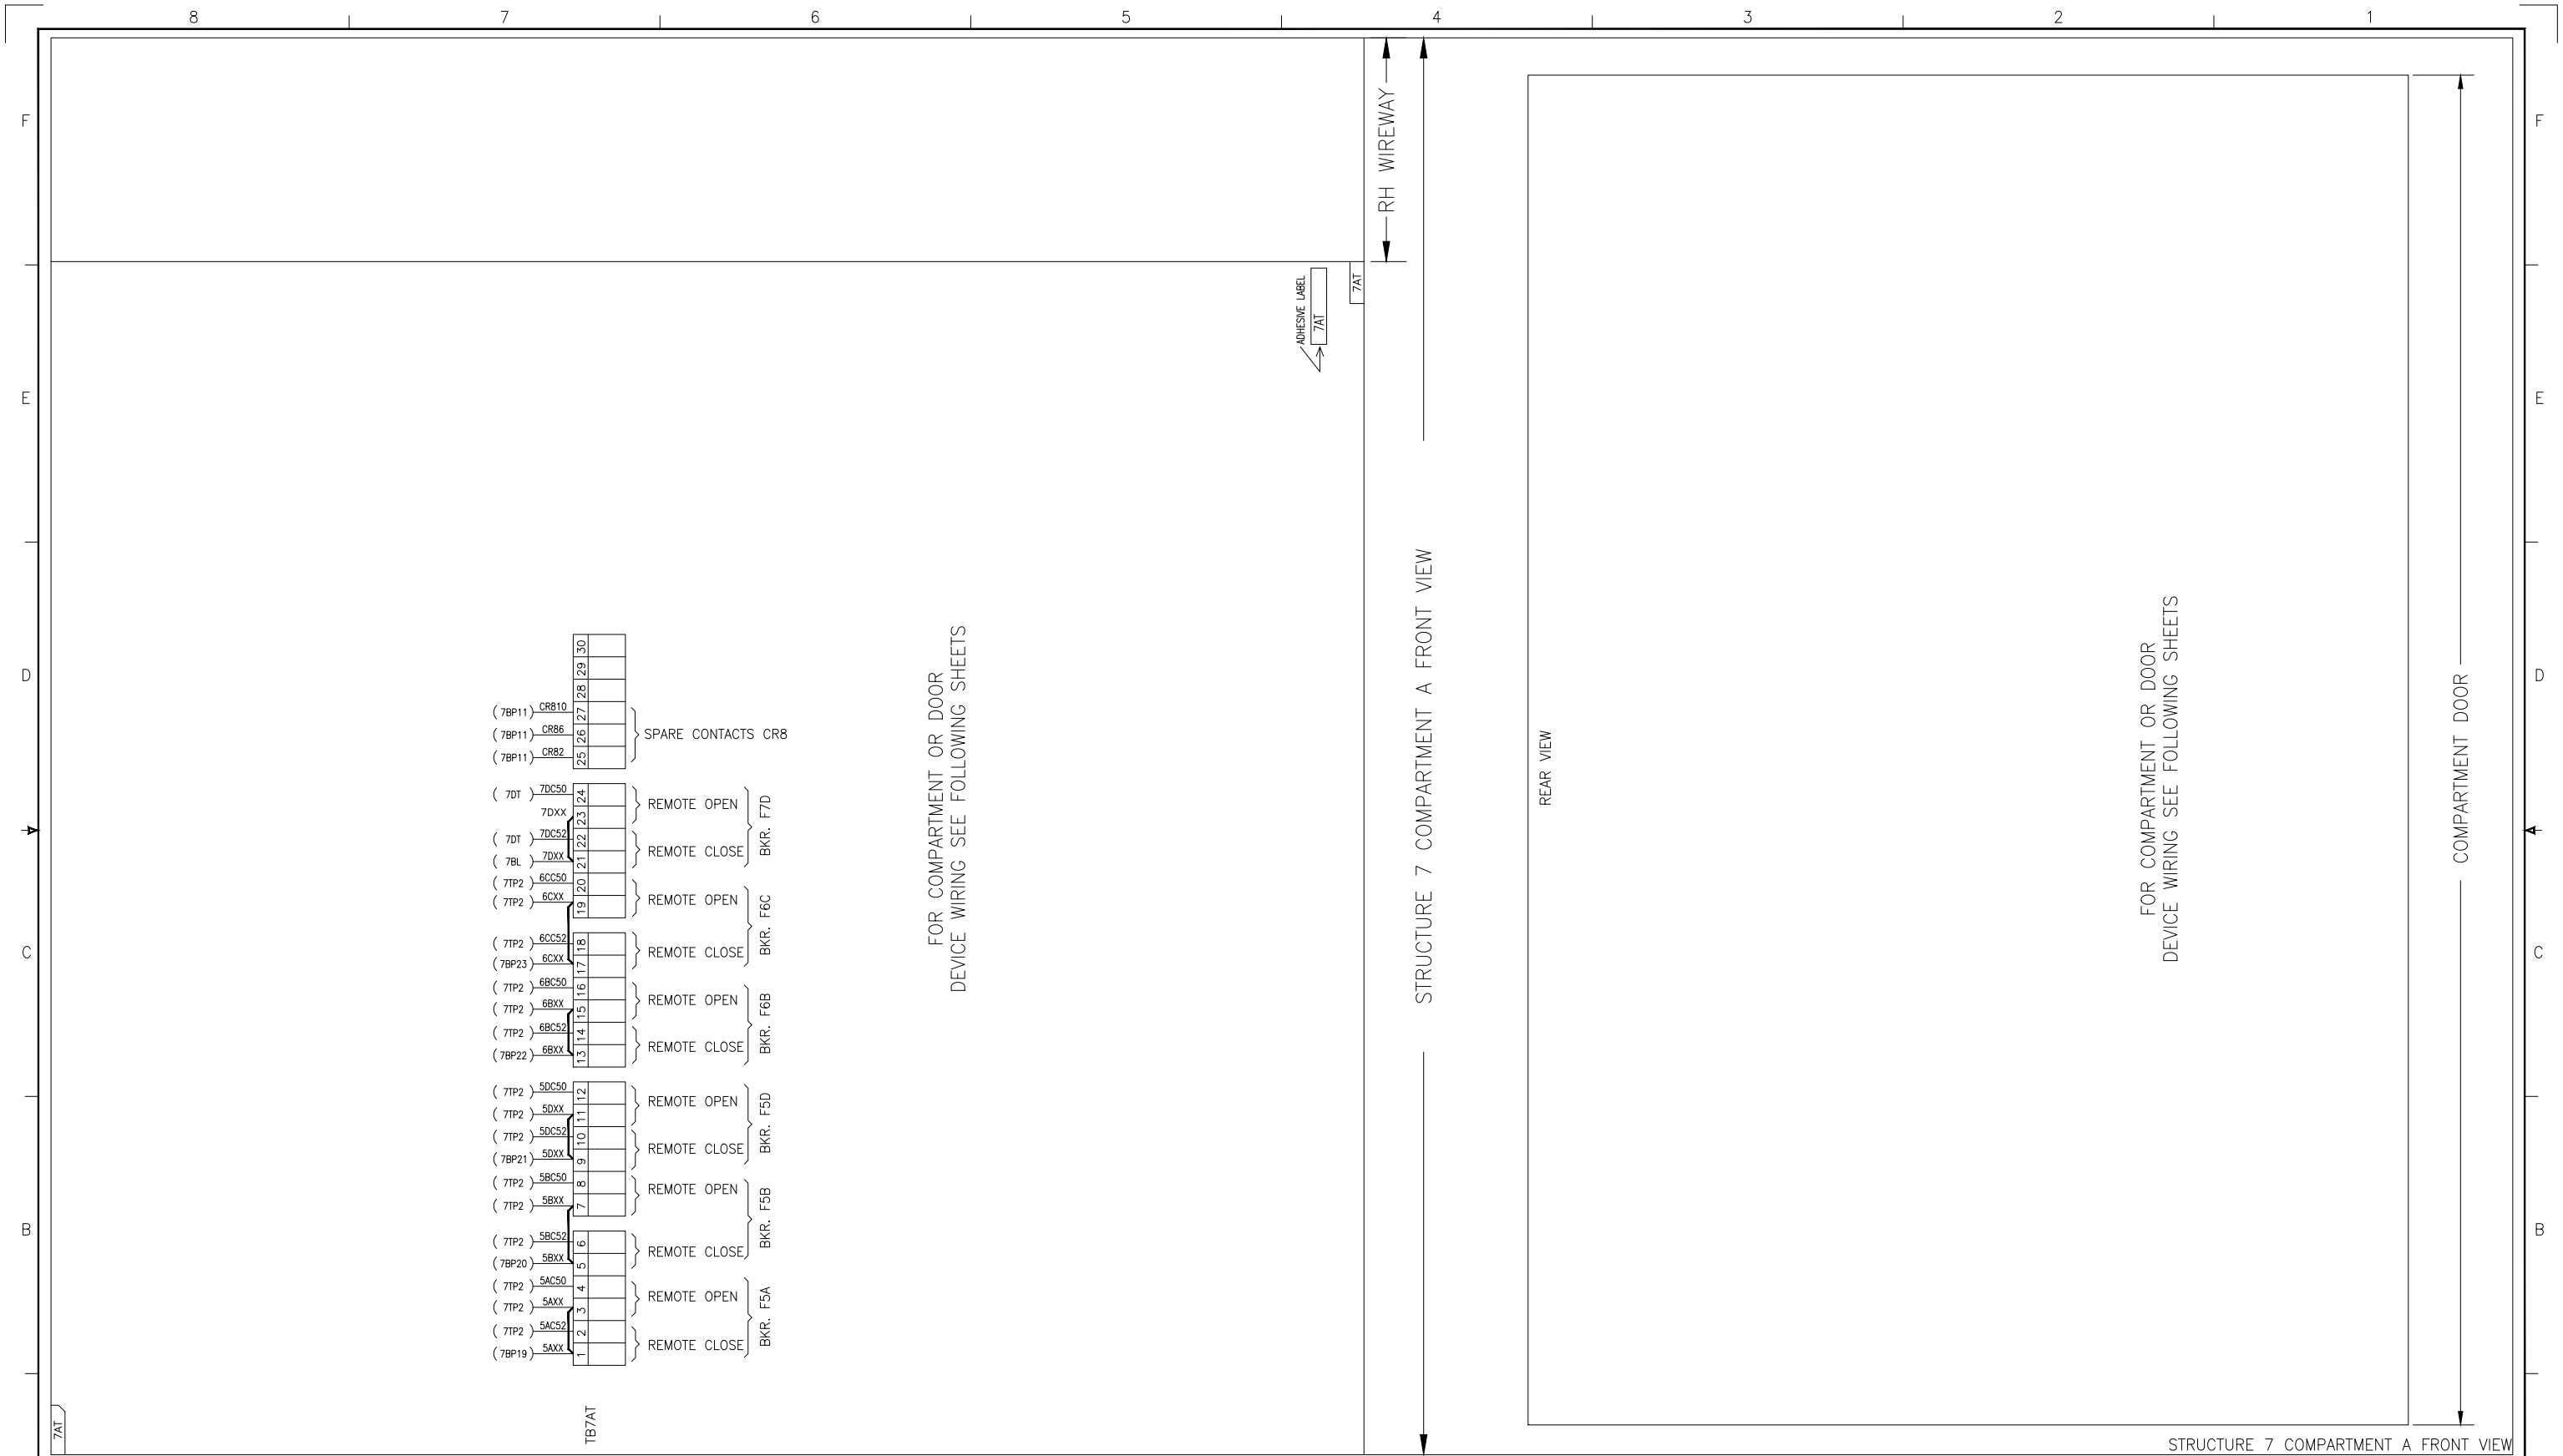 8 7 6 5 4 3 2 1
F F
RH WIREWAY
ADHESIVE LABEL
7AT
7AT
E E
D D
STRUCTURE 7 COMPARTMENT A FRONT VIEW
FOR COMPARTMENT OR DOOR
DEVICE WIRING SEE FOLLOWING SHEETS
REAR VIEW
FOR COMPARTMENT OR DOOR
DEVICE WIRING SEE FOLLOWING SHEETS
COMPARTMENT DOOR
30
29
28
(7BP11) CR810 27
(7BP11) CR86 26 SPARE CONTACTS CR8
(7BP11) CR82 25
( 7DT ) 7DC50 24
REMOTE OPEN
7DXX 23
BKR. F7D
( 7DT ) 7DC52 22
REMOTE CLOSE
( 7BL ) 7DXX 21
( 7TP2 ) 6CC50 20
REMOTE OPEN
( 7TP2 ) 6CXX 19
BKR. F6C
C C
( 7TP2 ) 6CC52 18
REMOTE CLOSE
(7BP23) 6CXX 17
( 7TP2 ) 6BC50 16
REMOTE OPEN
( 7TP2 ) 6BXX 15
BKR. F6B
( 7TP2 ) 6BC52 14
REMOTE CLOSE
(7BP22) 6BXX 13
( 7TP2 ) 5DC50 12
REMOTE OPEN
( 7TP2 ) 5DXX 11
BKR. F5D
( 7TP2 ) 5DC52 10
REMOTE CLOSE
(7BP21) 5DXX 9
( 7TP2 ) 5BC50 8
REMOTE OPEN
( 7TP2 ) 5BXX 7
BKR. F5B
B B
( 7TP2 ) 5BC52 6
REMOTE CLOSE
(7BP20) 5BXX 5
( 7TP2 ) 5AC50 4
REMOTE OPEN
( 7TP2 ) 5AXX 3
BKR. F5A
( 7TP2 ) 5AC52 2
REMOTE CLOSE
(7BP19) 5AXX 1
TB7AT
7AT
STRUCTURE 7 COMPARTMENT A FRONT VIEW